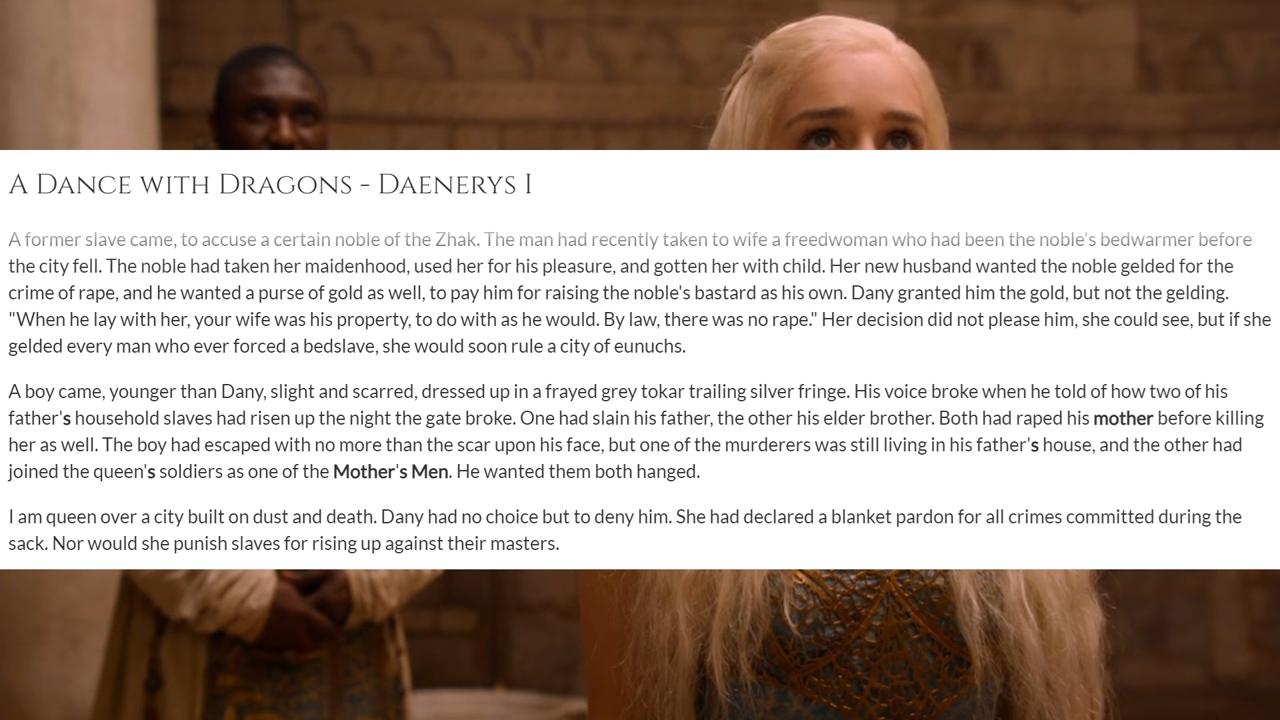 A Dance with Dragons - Daenerys I
A former slave came, to accuse a certain noble of the Zhak. The man had recently taken to wife a freedwoman who had been the noble's bedwarmer before
the city fell. The noble had taken her maidenhood, used her for his pleasure, and gotten her with child. Her new husband wanted the noble gelded for the
crime of rape, and he wanted a purse of gold as well, to pay him for raising the noble's bastard as his own. Dany granted him the gold, but not the gelding.
"When he lay with her, your wife was his property, to do with as he would. By law, there was no rape." Her decision did not please him, she could see, but if she
gelded every man who ever forced a bedslave, she would soon rule a city of eunuchs.
A boy came, younger than Dany, slight and scarred, dressed up in a frayed grey tokar trailing silver fringe. His voice broke when he told of how two of his
father's household slaves had risen up the night the gate broke. One had slain his father, the other his elder brother. Both had raped his mother before killing
her as well. The boy had escaped with no more than the scar upon his face, but one of the murderers was still living in his father's house, and the other had
joined the queen's soldiers as one of the Mother's Men. He wanted them both hanged.
I am queen over a city built on dust and death. Dany had no choice but to deny him. She had declared a blanket pardon for all crimes committed during the
sack. Nor would she punish slaves for rising up against their masters.